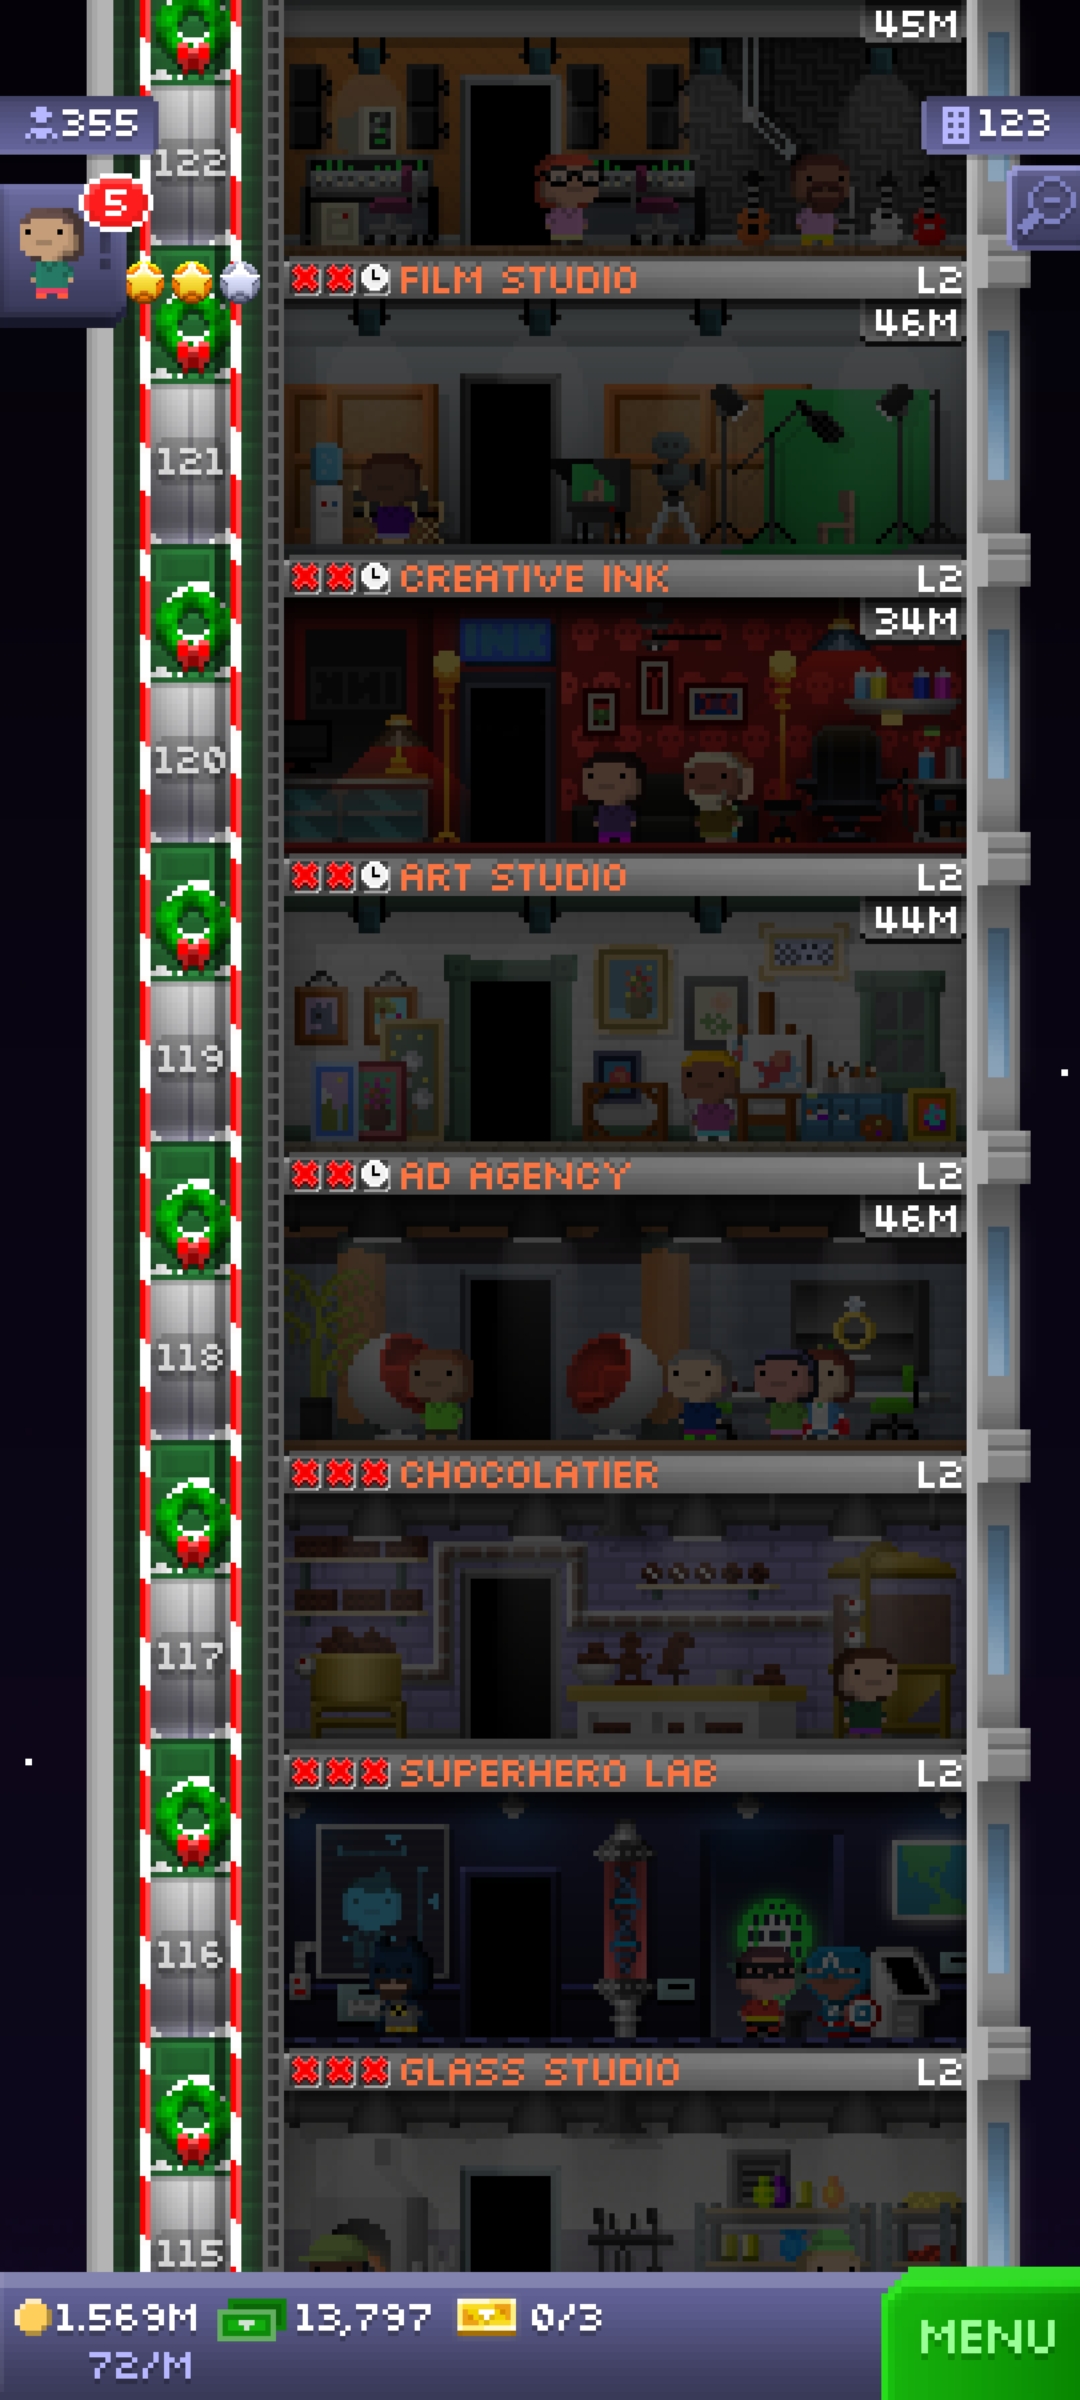 45M
355
123
122
5
FILM STUDIO L2
46M
121
CREATIVE INK L2
34M
INK
120
ART STUDIO L2
44M
119
AD AGENCY L2
46M
118
CHOCOLATIER L2
117
SUPERHERO LAB L2
116
GLASS STUDIO L2
115
1.569M 13,797 0/3
72/M
MENU